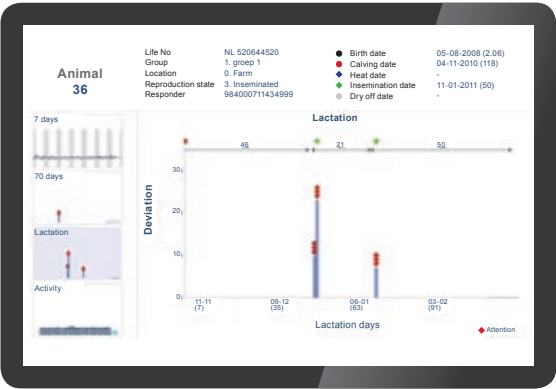 Animal
36
Life No NL 520644520
Group 1. groep 1
Location 0. Farm
Reproduction state 3. Inseminated
Responder 984000711434999
Birth date 05-08-2008 (2.06)
Calving date 04-11-2010 (118)
Heat date -
Insemination date 11-01-2011 (50)
Dry off date -
7 days
70 days
Lactation
Activity
Lactation
46 21 50
Deviation
30
20
10
0
11-11 09-12 06-01 03-02
(7) (35) (63) (91)
Lactation days
Attention